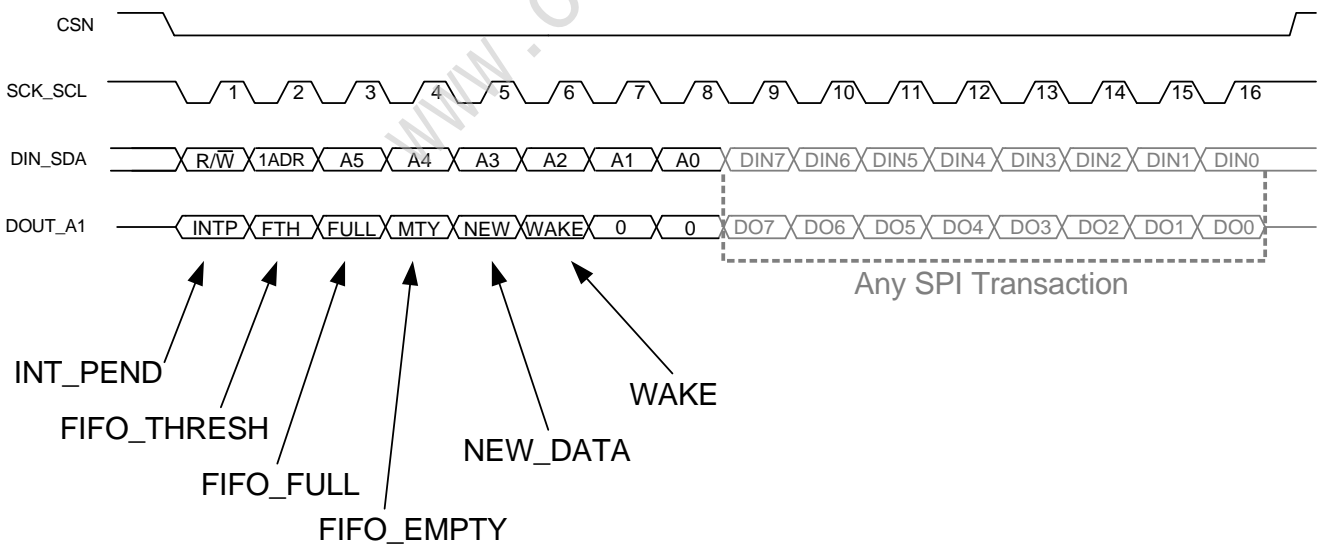 CSN
SCK_SCL 1 2 3 4 5 6 7 8 9 10 11 12 13 14 15 16
DIN_SDA R/W̅ 1ADR A5 A4 A3 A2 A1 A0 DIN7 DIN6 DIN5 DIN4 DIN3 DIN2 DIN1 DIN0
DOUT_A1 INTP FTH FULL MTY NEW WAKE 0 0 DO7 DO6 DO5 DO4 DO3 DO2 DO1 DO0
Any SPI Transaction
INT_PEND
WAKE
FIFO_THRESH
NEW_DATA
FIFO_FULL
FIFO_EMPTY
www.c